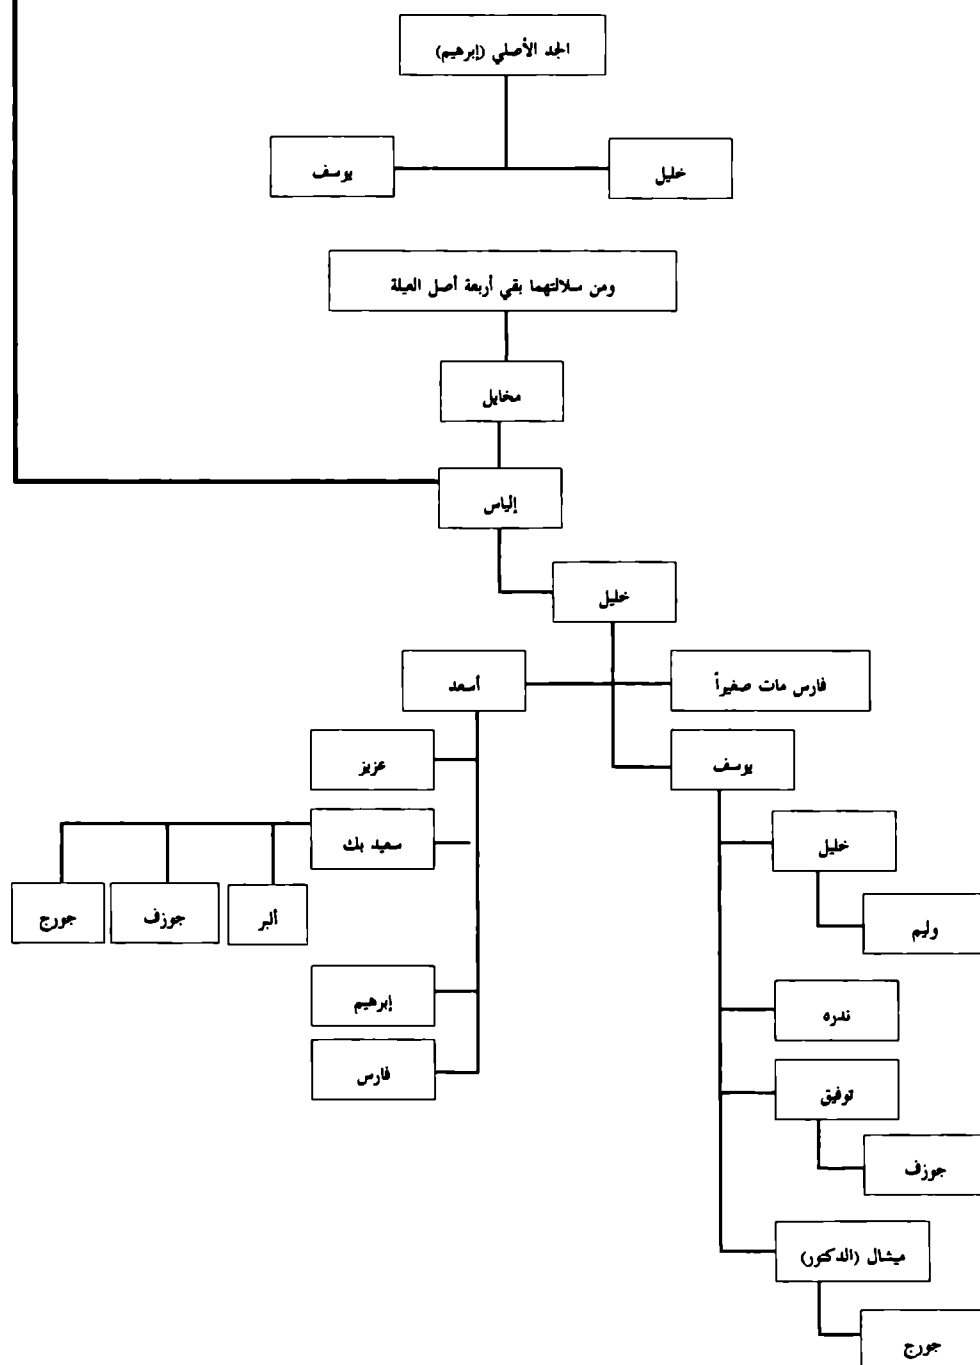 الجد الأصلي (إبرهيم)
خليل
يوسف
ومن سلالتهما بقي أربعة أصل العيلة
مخايل
إلياس
خليل
فارس مات صغيراً
أسعد
يوسف
عزيز
سعيد بك
خليل
ألبر
جوزف
جورج
وليم
إبرهيم
ندره
فارس
توفيق
جوزف
ميشال (الدكتور)
جورج